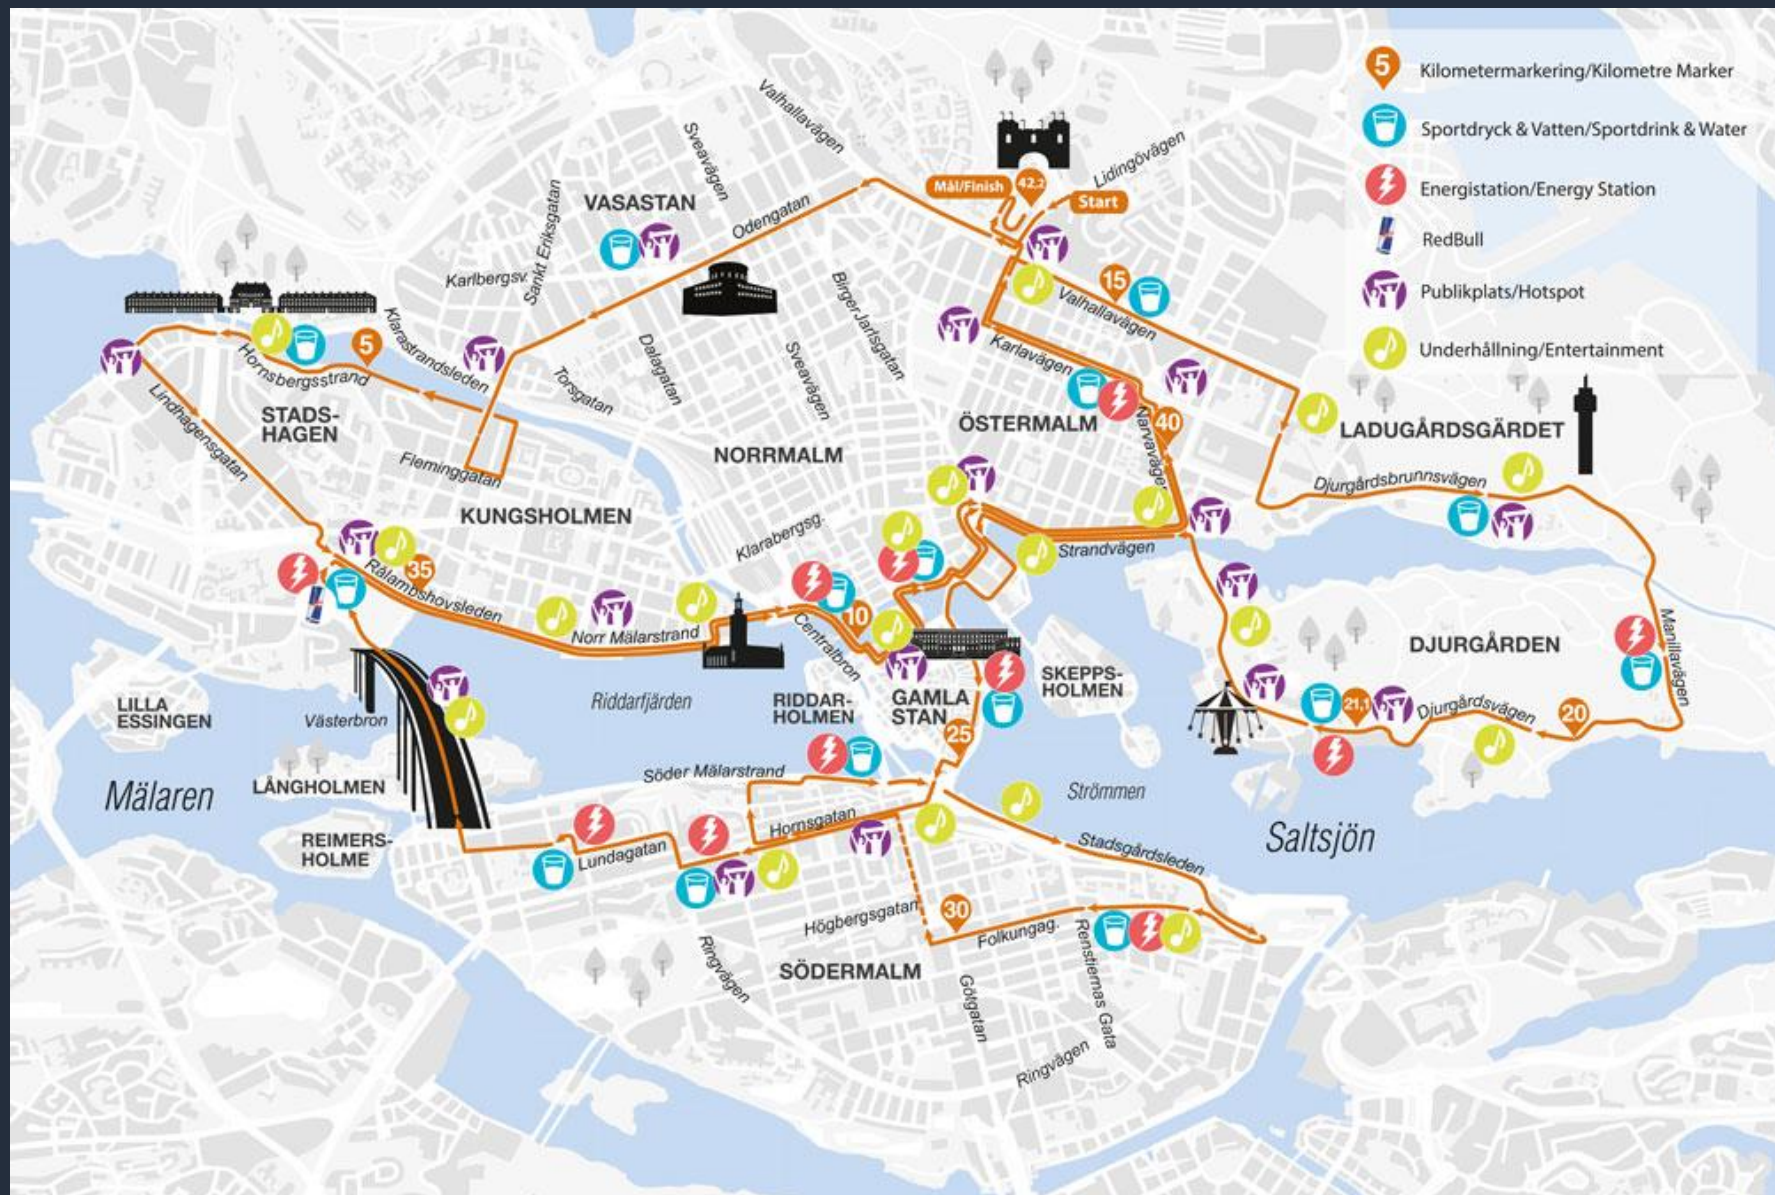 5 Kilometermarkering/Kilometre Marker
Sportdryck & Vatten/Sportdrink & Water
Energistation/Energy Station
RedBull
Publikplats/Hotspot
Underhållning/Entertainment
Valhallavägen
Sveavägen
Lidingövägen
Mål/Finish
42,2
Start
VASASTAN
Odengatan
Sankt Eriksgatan
Karlbergsv.
Birger Jarlsgatan
15
Valhallavägen
Klarastrandsleden
5
Hornsbergsstrand
Torsgatan
Dalagatan
Sveavägen
Karlavägen
Lindhagensgatan
STADS-
HAGEN
ÖSTERMALM
Narvavägen
40
LADUGÅRDSGÄRDET
NORRMALM
Fleminggatan
Djurgårdsbrunnsvägen
KUNGSHOLMEN
Klarabergsg.
Strandvägen
35
Rålambshovsleden
Norr Mälarstrand
10
Centralbron
DJURGÅRDEN
Manillavägen
SKEPPS-
HOLMEN
LILLA
ESSINGEN
Västerbron
Riddarfjärden
RIDDAR-
HOLMEN
GAMLA
STAN
21,1
Djurgårdsvägen
20
25
Söder Mälarstrand
LÅNGHOLMEN
Mälaren
Strömmen
Saltsjön
Hornsgatan
REIMERS-
HOLME
Lundagatan
Stadsgårdsleden
Högbergsgatan
30
Folkungag.
Renstiernas Gata
Ringvägen
SÖDERMALM
Götgatan
Ringvägen